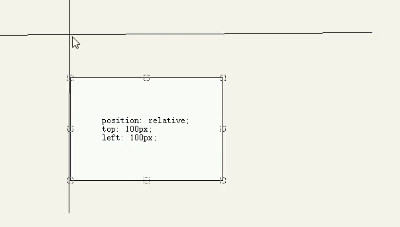 position: relative;
top: 100px;
left: 100px;